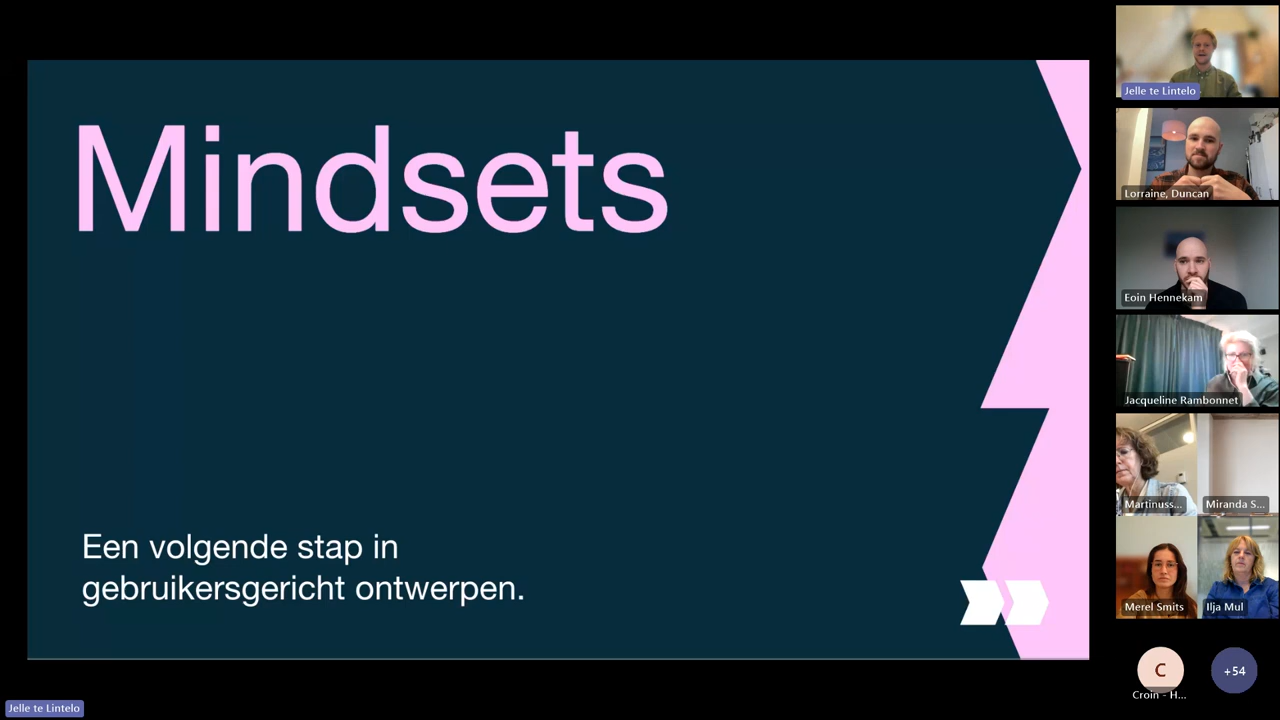 Mindsets
Een volgende stap in
gebruikersgericht ontwerpen.
Jelle te Lintelo
Jelle te Lintelo
Lorraine, Duncan
Eoin Hennekam
Jacqueline Rambonnet
Martinuss...
Miranda S...
Merel Smits
Ilja Mul
C
Croin - H...
+54